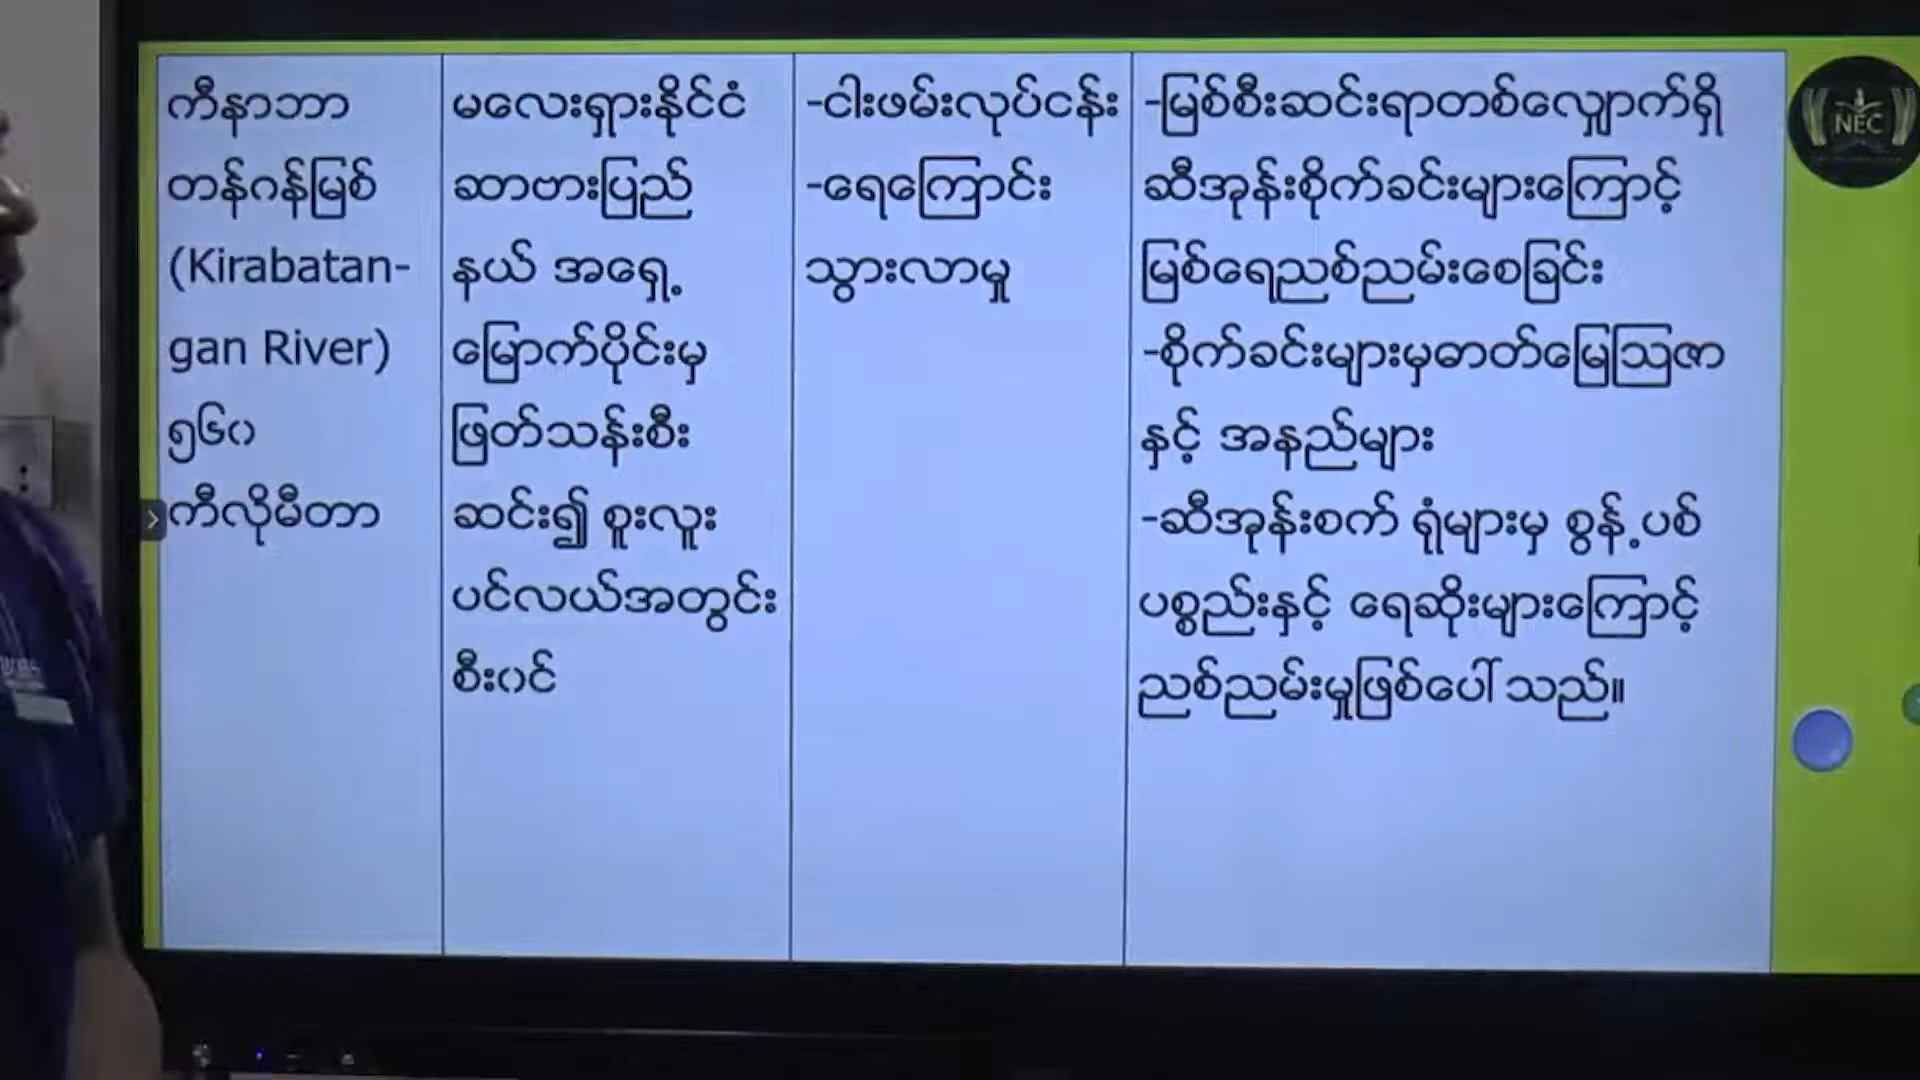 ကီနာဘာ
တန်ဂန်မြစ်
(Kirabatan-
gan River)
၅၆၀
ကီလိုမီတာ
မလေးရှားနိုင်ငံ
ဆာဗားပြည်
နယ် အရှေ့
မြောက်ပိုင်းမှ
ဖြတ်သန်းစီး
ဆင်း၍ စူးလူး
ပင်လယ်အတွင်း
စီးဝင်
-ငါးဖမ်းလုပ်ငန်း
-ရေကြောင်း
သွားလာမှု
-မြစ်စီးဆင်းရာတစ်လျှောက်ရှိ
ဆီအုန်းစိုက်ခင်းများကြောင့်
မြစ်ရေညစ်ညမ်းစေခြင်း
-စိုက်ခင်းများမှဓာတ်မြေဩဇာ
နှင့် အနည်များ
-ဆီအုန်းစက် ရုံများမှ စွန့်ပစ်
ပစ္စည်းနှင့် ရေဆိုးများကြောင့်
ညစ်ညမ်းမှုဖြစ်ပေါ်သည်။
NEC